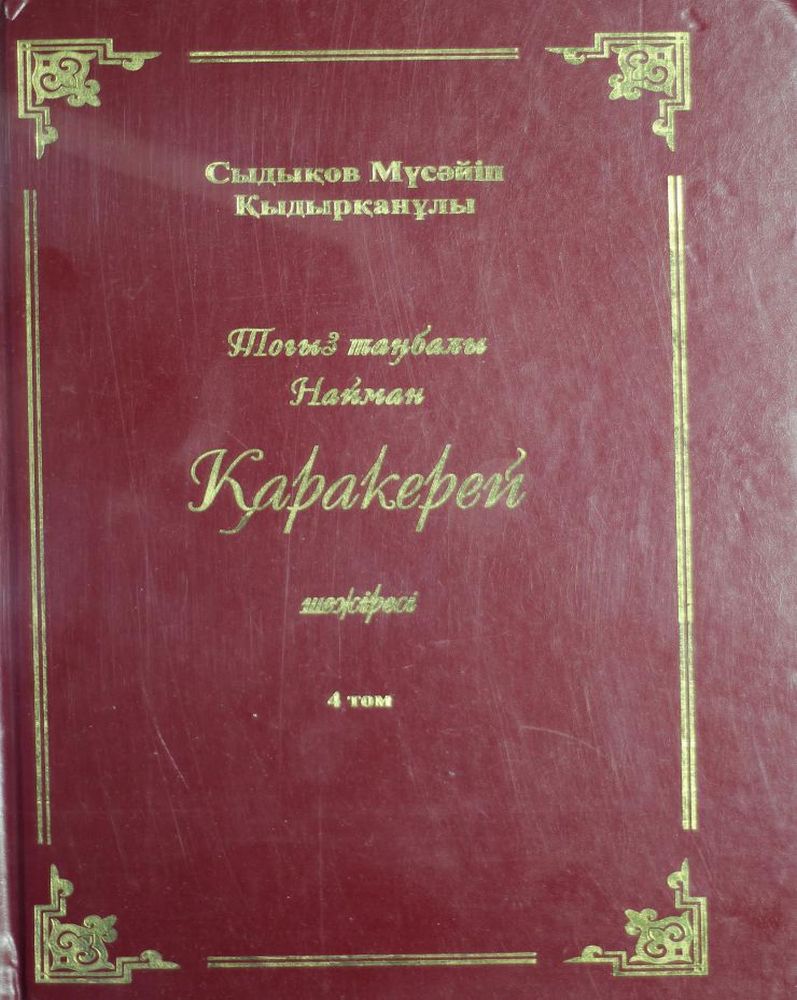 Сыдықов Мүсәйіп
Қыдырқанұлы
Тоғыз таңбалы
Найман
Қаракерей
шежіресі
4 том